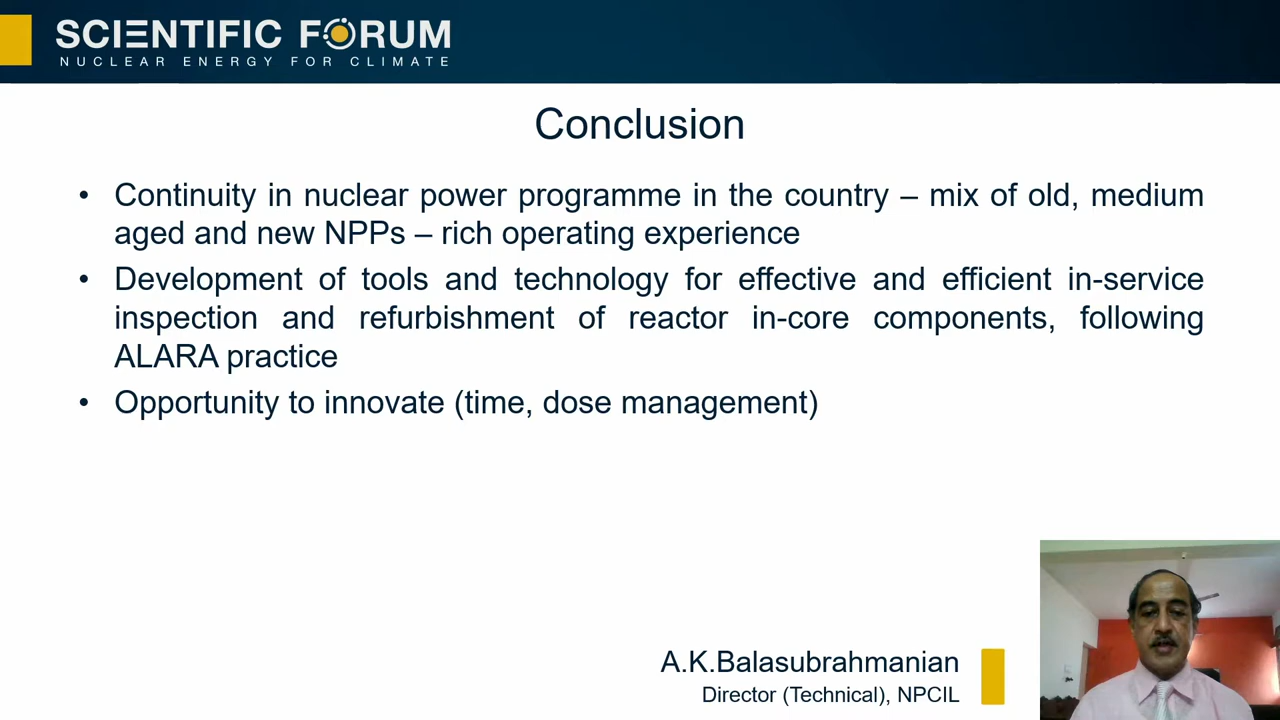 SCIENTIFIC FORUM
NUCLEAR ENERGY FOR CLIMATE
Conclusion
• Continuity in nuclear power programme in the country – mix of old, medium
aged and new NPPs – rich operating experience
• Development of tools and technology for effective and efficient in-service
inspection and refurbishment of reactor in-core components, following
ALARA practice
• Opportunity to innovate (time, dose management)
A.K.Balasubrahmanian
Director (Technical), NPCIL